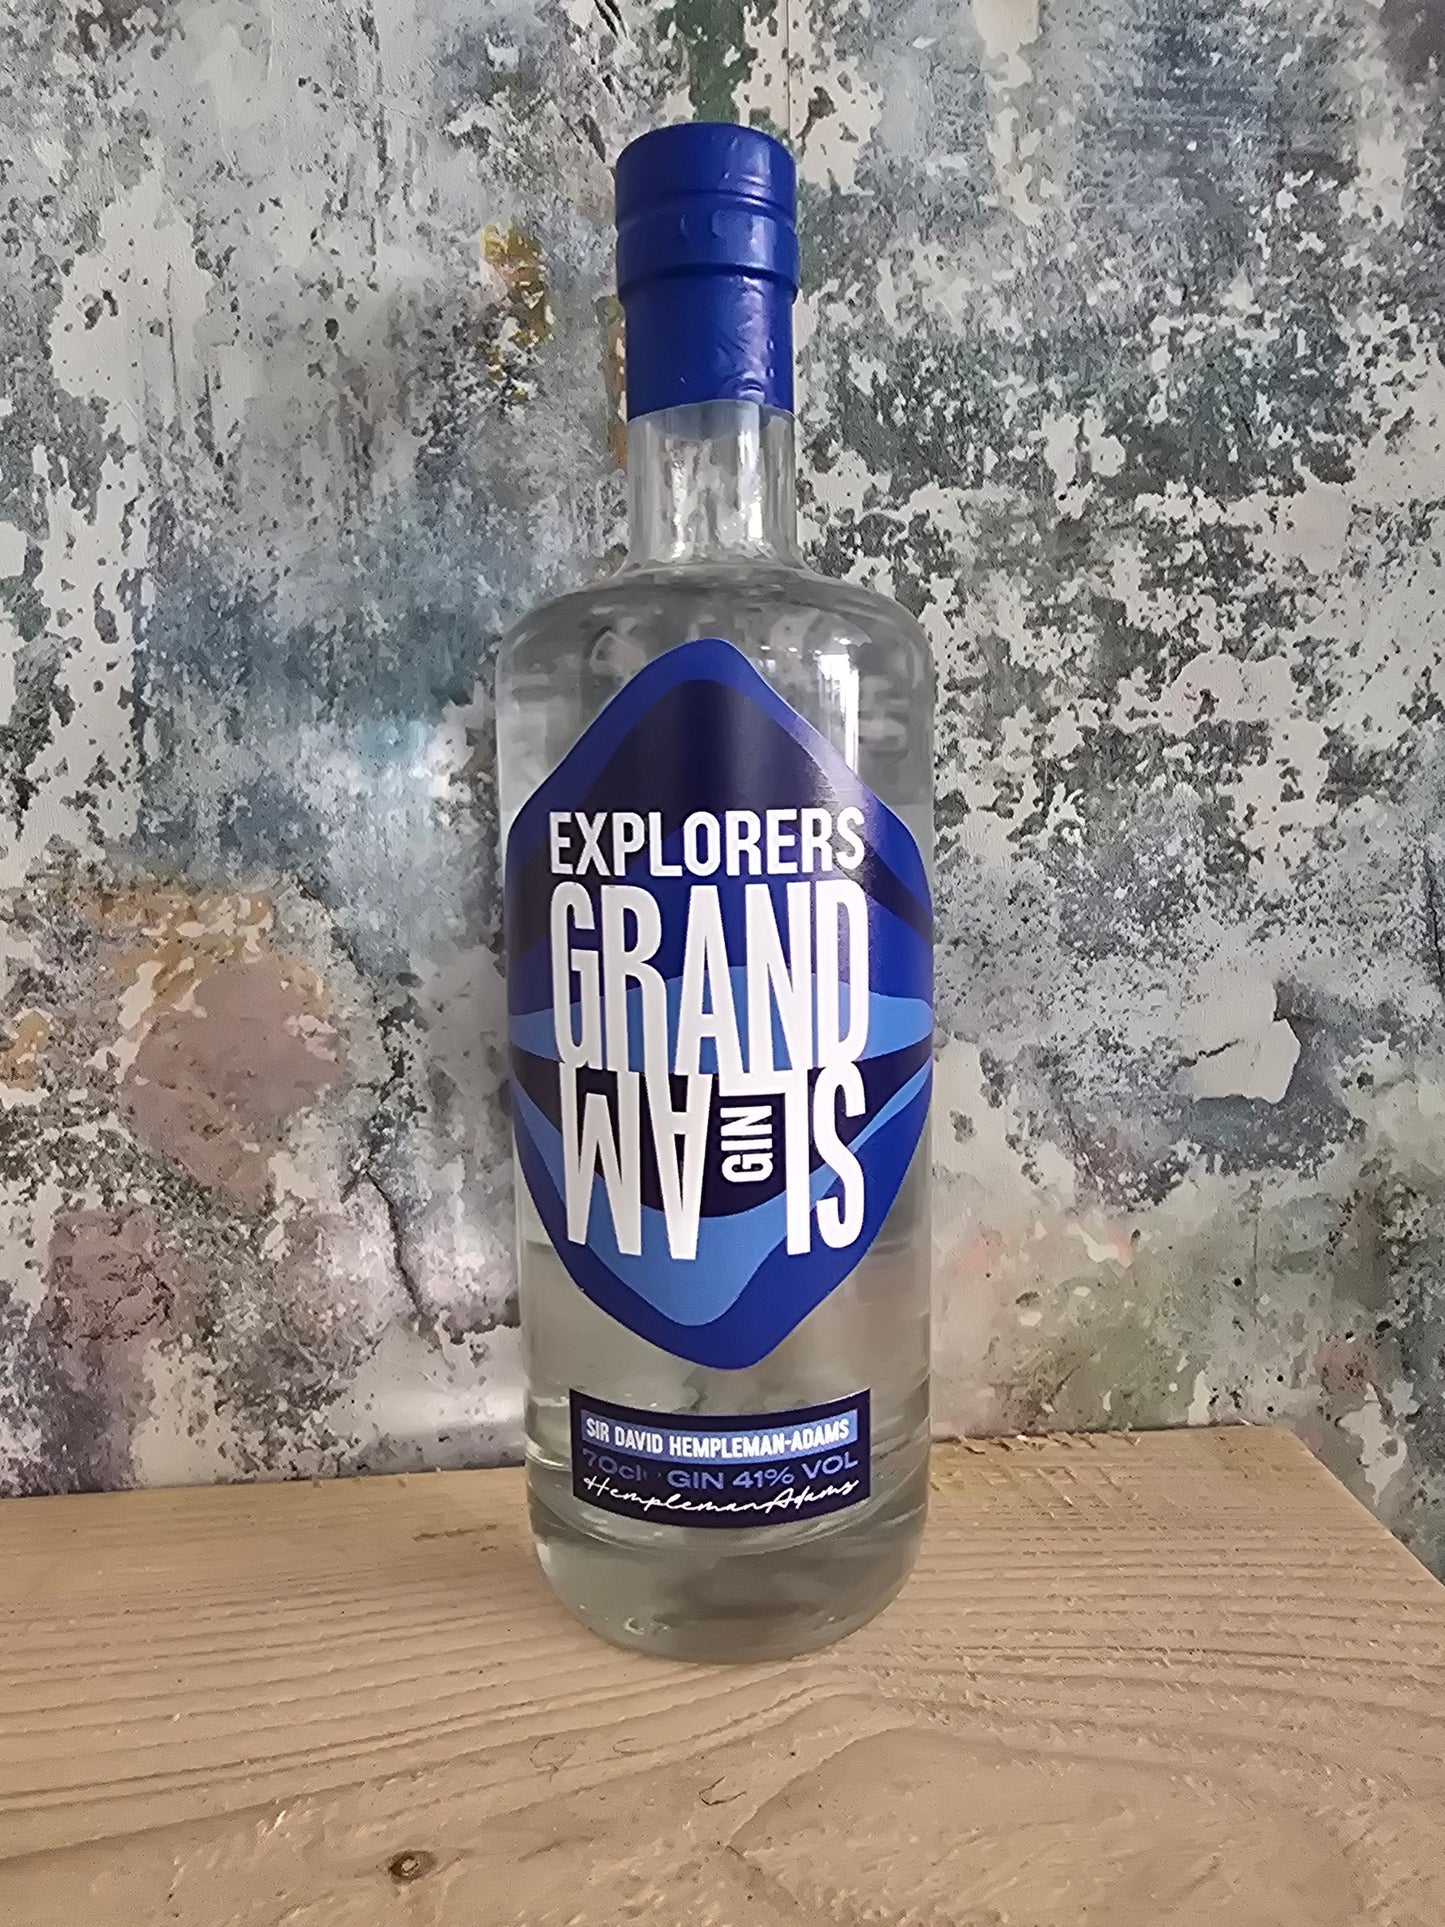 EXPLORERS
GRAND
SLAM
GIN
SIR DAVID HEMPLEMAN-ADAMS
70cl GIN 41% VOL
HemplemanAdams